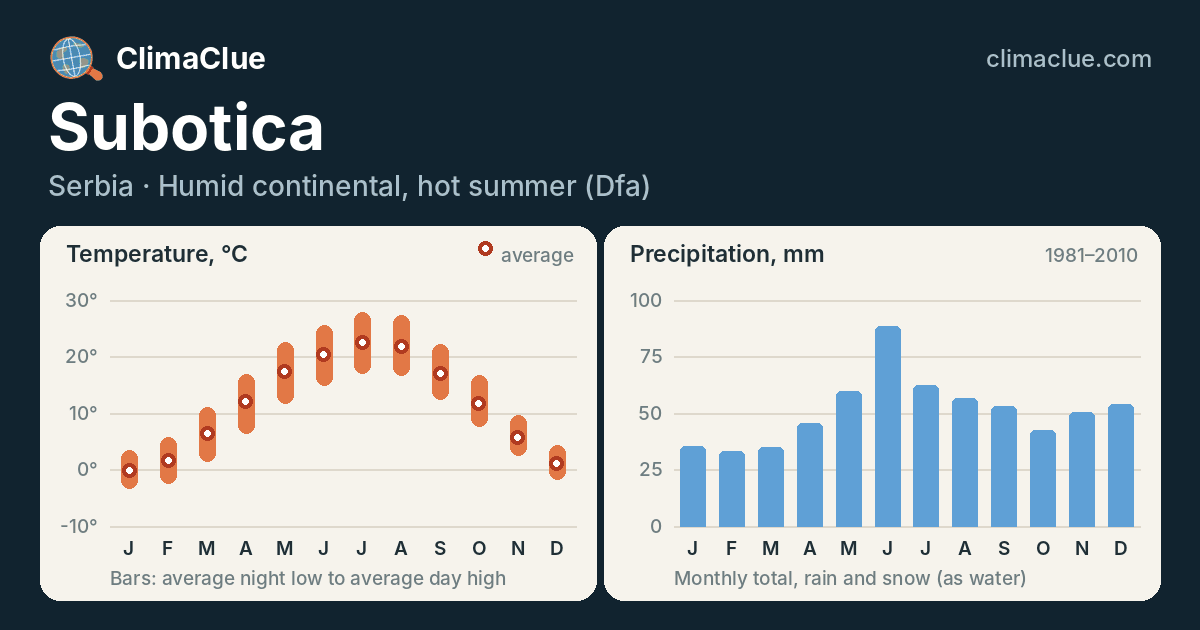 ClimaClue
climaclue.com
Subotica
Serbia · Humid continental, hot summer (Dfa)
Temperature, °C
average
30°
20°
10°
0°
-10°
J F M A M J J A S O N D
Bars: average night low to average day high
Precipitation, mm
1981–2010
100
75
50
25
0
J F M A M J J A S O N D
Monthly total, rain and snow (as water)